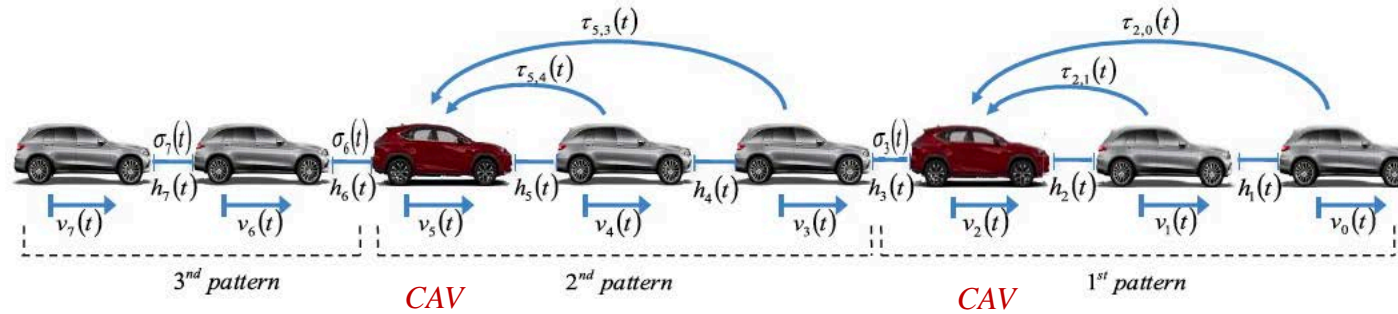 τ5,3(t) τ2,0(t)
τ5,4(t) τ2,1(t)
σ7(t) σ6(t) σ3(t)
h7(t) h6(t) h5(t) h4(t) h3(t) h2(t) h1(t)
v7(t) v6(t) v5(t) v4(t) v3(t) v2(t) v1(t) v0(t)
3nd pattern 2nd pattern 1st pattern
CAV CAV